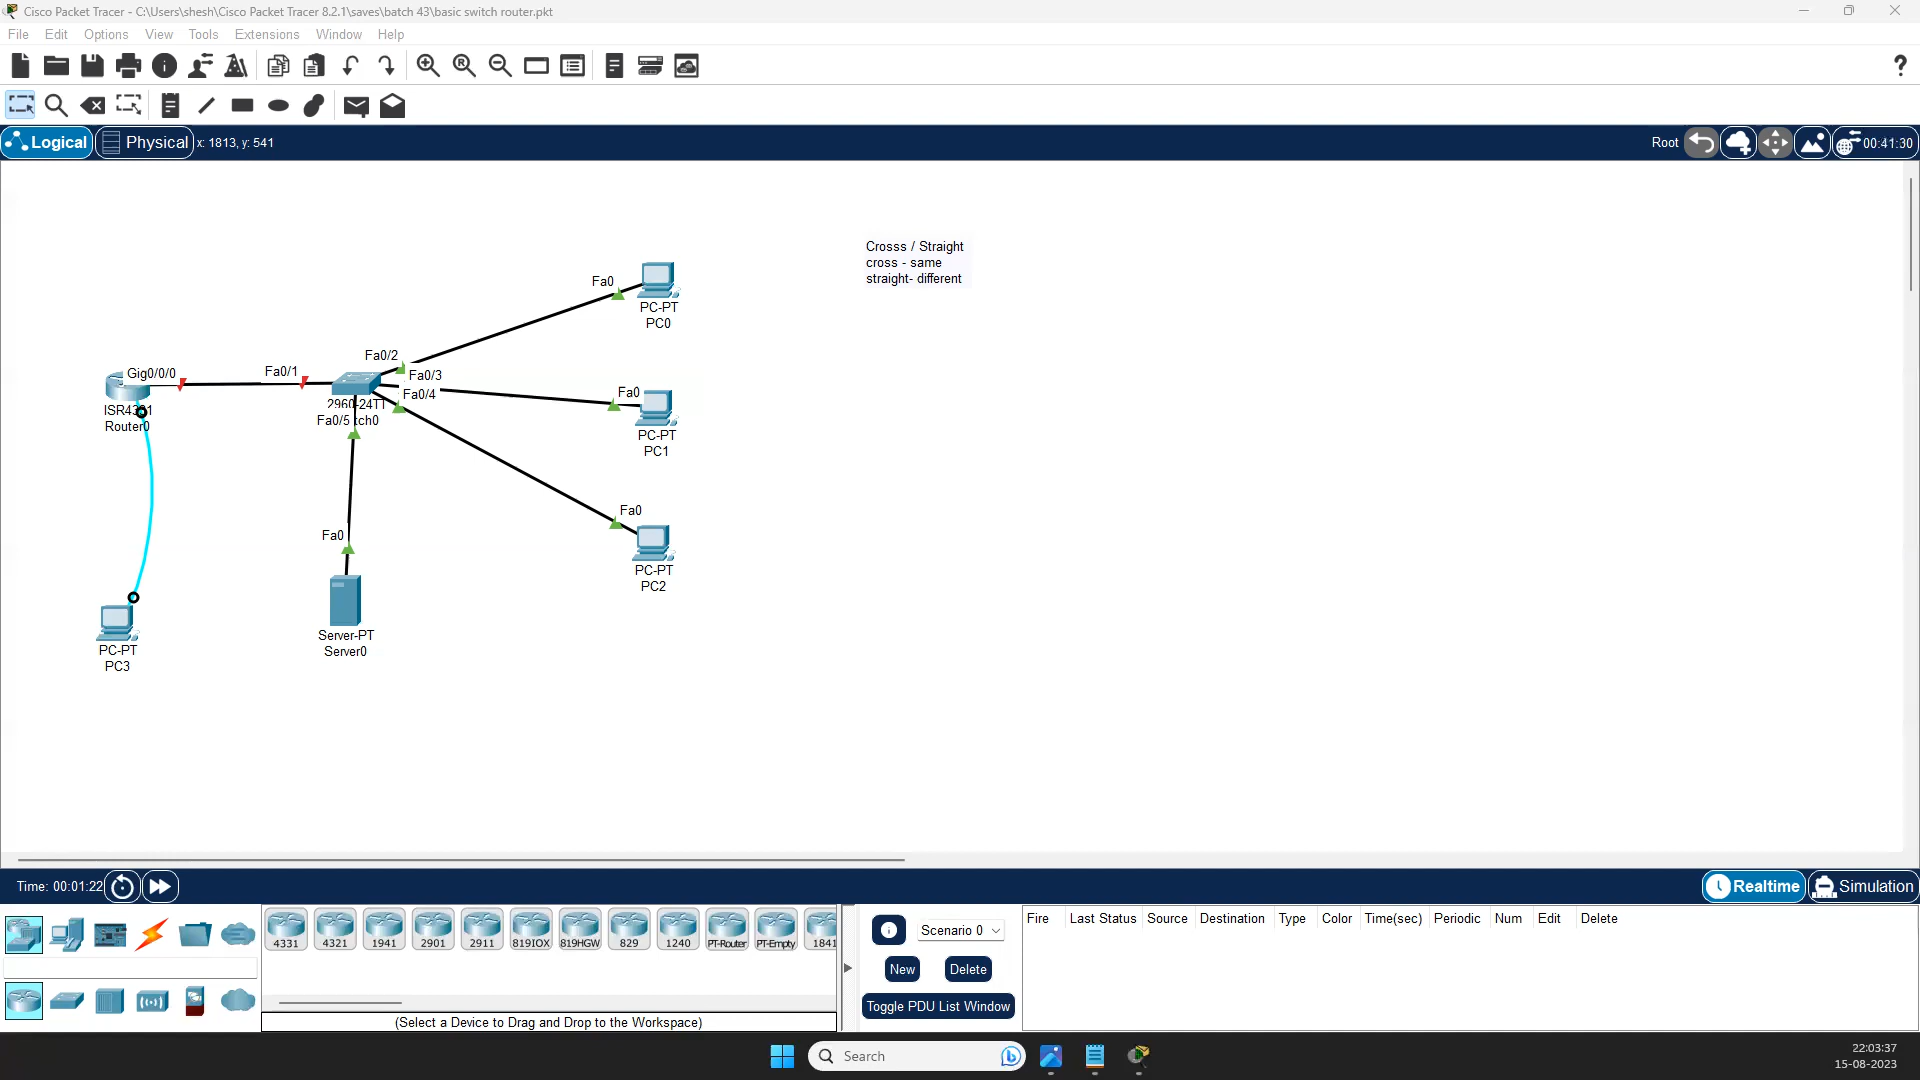 Cisco Packet Tracer - C:\Users\shesh\Cisco Packet Tracer 8.2.1\saves\batch 43\basic switch router.pkt
File Edit Options View Tools Extensions Window Help
Logical Physical x: 1813, y: 541 Root 00:41:30
Crosss / Straight
cross - same
straight- different
Fa0
PC-PT
PC0
Fa0/2
Gig0/0/0 Fa0/1 Fa0/3
Fa0/4 Fa0
2960-24TT
ISR4331
Router0
Fa0/5 tch0
PC-PT
PC1
Fa0
Fa0
PC-PT
PC2
Server-PT
Server0
PC-PT
PC3
Time: 00:01:22 Realtime Simulation
4331 4321 1941 2901 2911 819IOX 819HGW 829 1240 PT-Router PT-Empty 1841
Scenario 0
New Delete
Toggle PDU List Window
Fire Last Status Source Destination Type Color Time(sec) Periodic Num Edit Delete
(Select a Device to Drag and Drop to the Workspace)
Search
22:03:37
15-08-2023